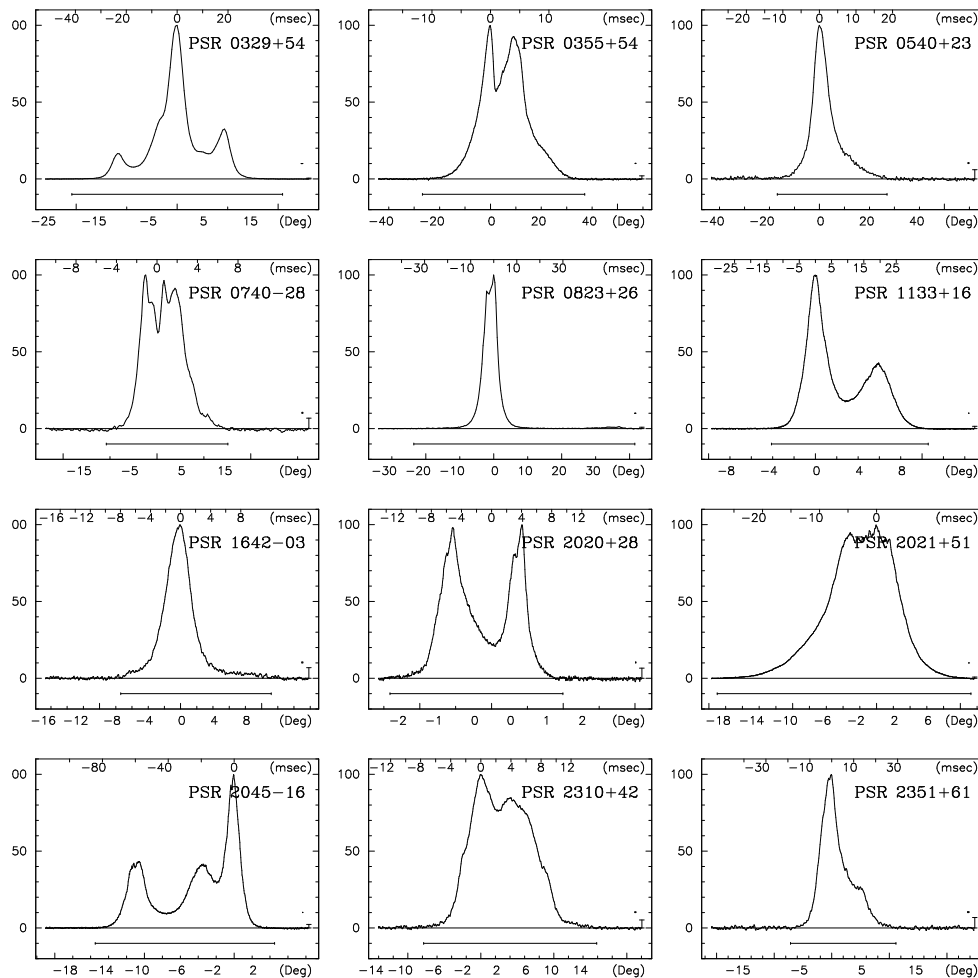 −40 −20 0 20 (msec)
−10 0 10 (msec)
−20 −10 0 10 20 (msec)
00 PSR 0329+54
100 PSR 0355+54
100 PSR 0540+23
50 50 50
0 0 0
−25 −15 −5 5 15 (Deg)
−40 −20 0 20 40 (Deg)
−40 −20 0 20 40 (Deg)
−8 −4 0 4 8 (msec)
−30 −10 0 10 30 (msec)
−25 −15 −5 5 15 25 (msec)
00 PSR 0740−28
100 PSR 0823+26
100 PSR 1133+16
50 50 50
0 0 0
−15 −5 5 15 (Deg)
−30 −20 −10 0 10 20 30 (Deg)
−8 −4 0 4 8 (Deg)
−16 −12 −8 −4 0 4 8 (msec)
−12 −8 −4 0 4 8 12 (msec)
−20 −10 0 (msec)
00 PSR 1642−03
100 PSR 2020+28
100 PSR 2021+51
50 50 50
0 0 0
−16 −12 −8 −4 0 4 8 12 (Deg)
−2 −1 0 0 1 2 (Deg)
−18 −14 −10 −6 −2 2 6 (Deg)
−80 −40 0 (msec)
−12 −8 −4 0 4 8 12 (msec)
−30 −10 0 10 30 (msec)
00 PSR 2045−16
100 PSR 2310+42
100 PSR 2351+61
50 50 50
0 0 0
−18 −14 −10 −6 −2 2 (Deg)
−14 −10 −6 −2 2 6 10 14 (Deg)
−15 −5 5 15 (Deg)